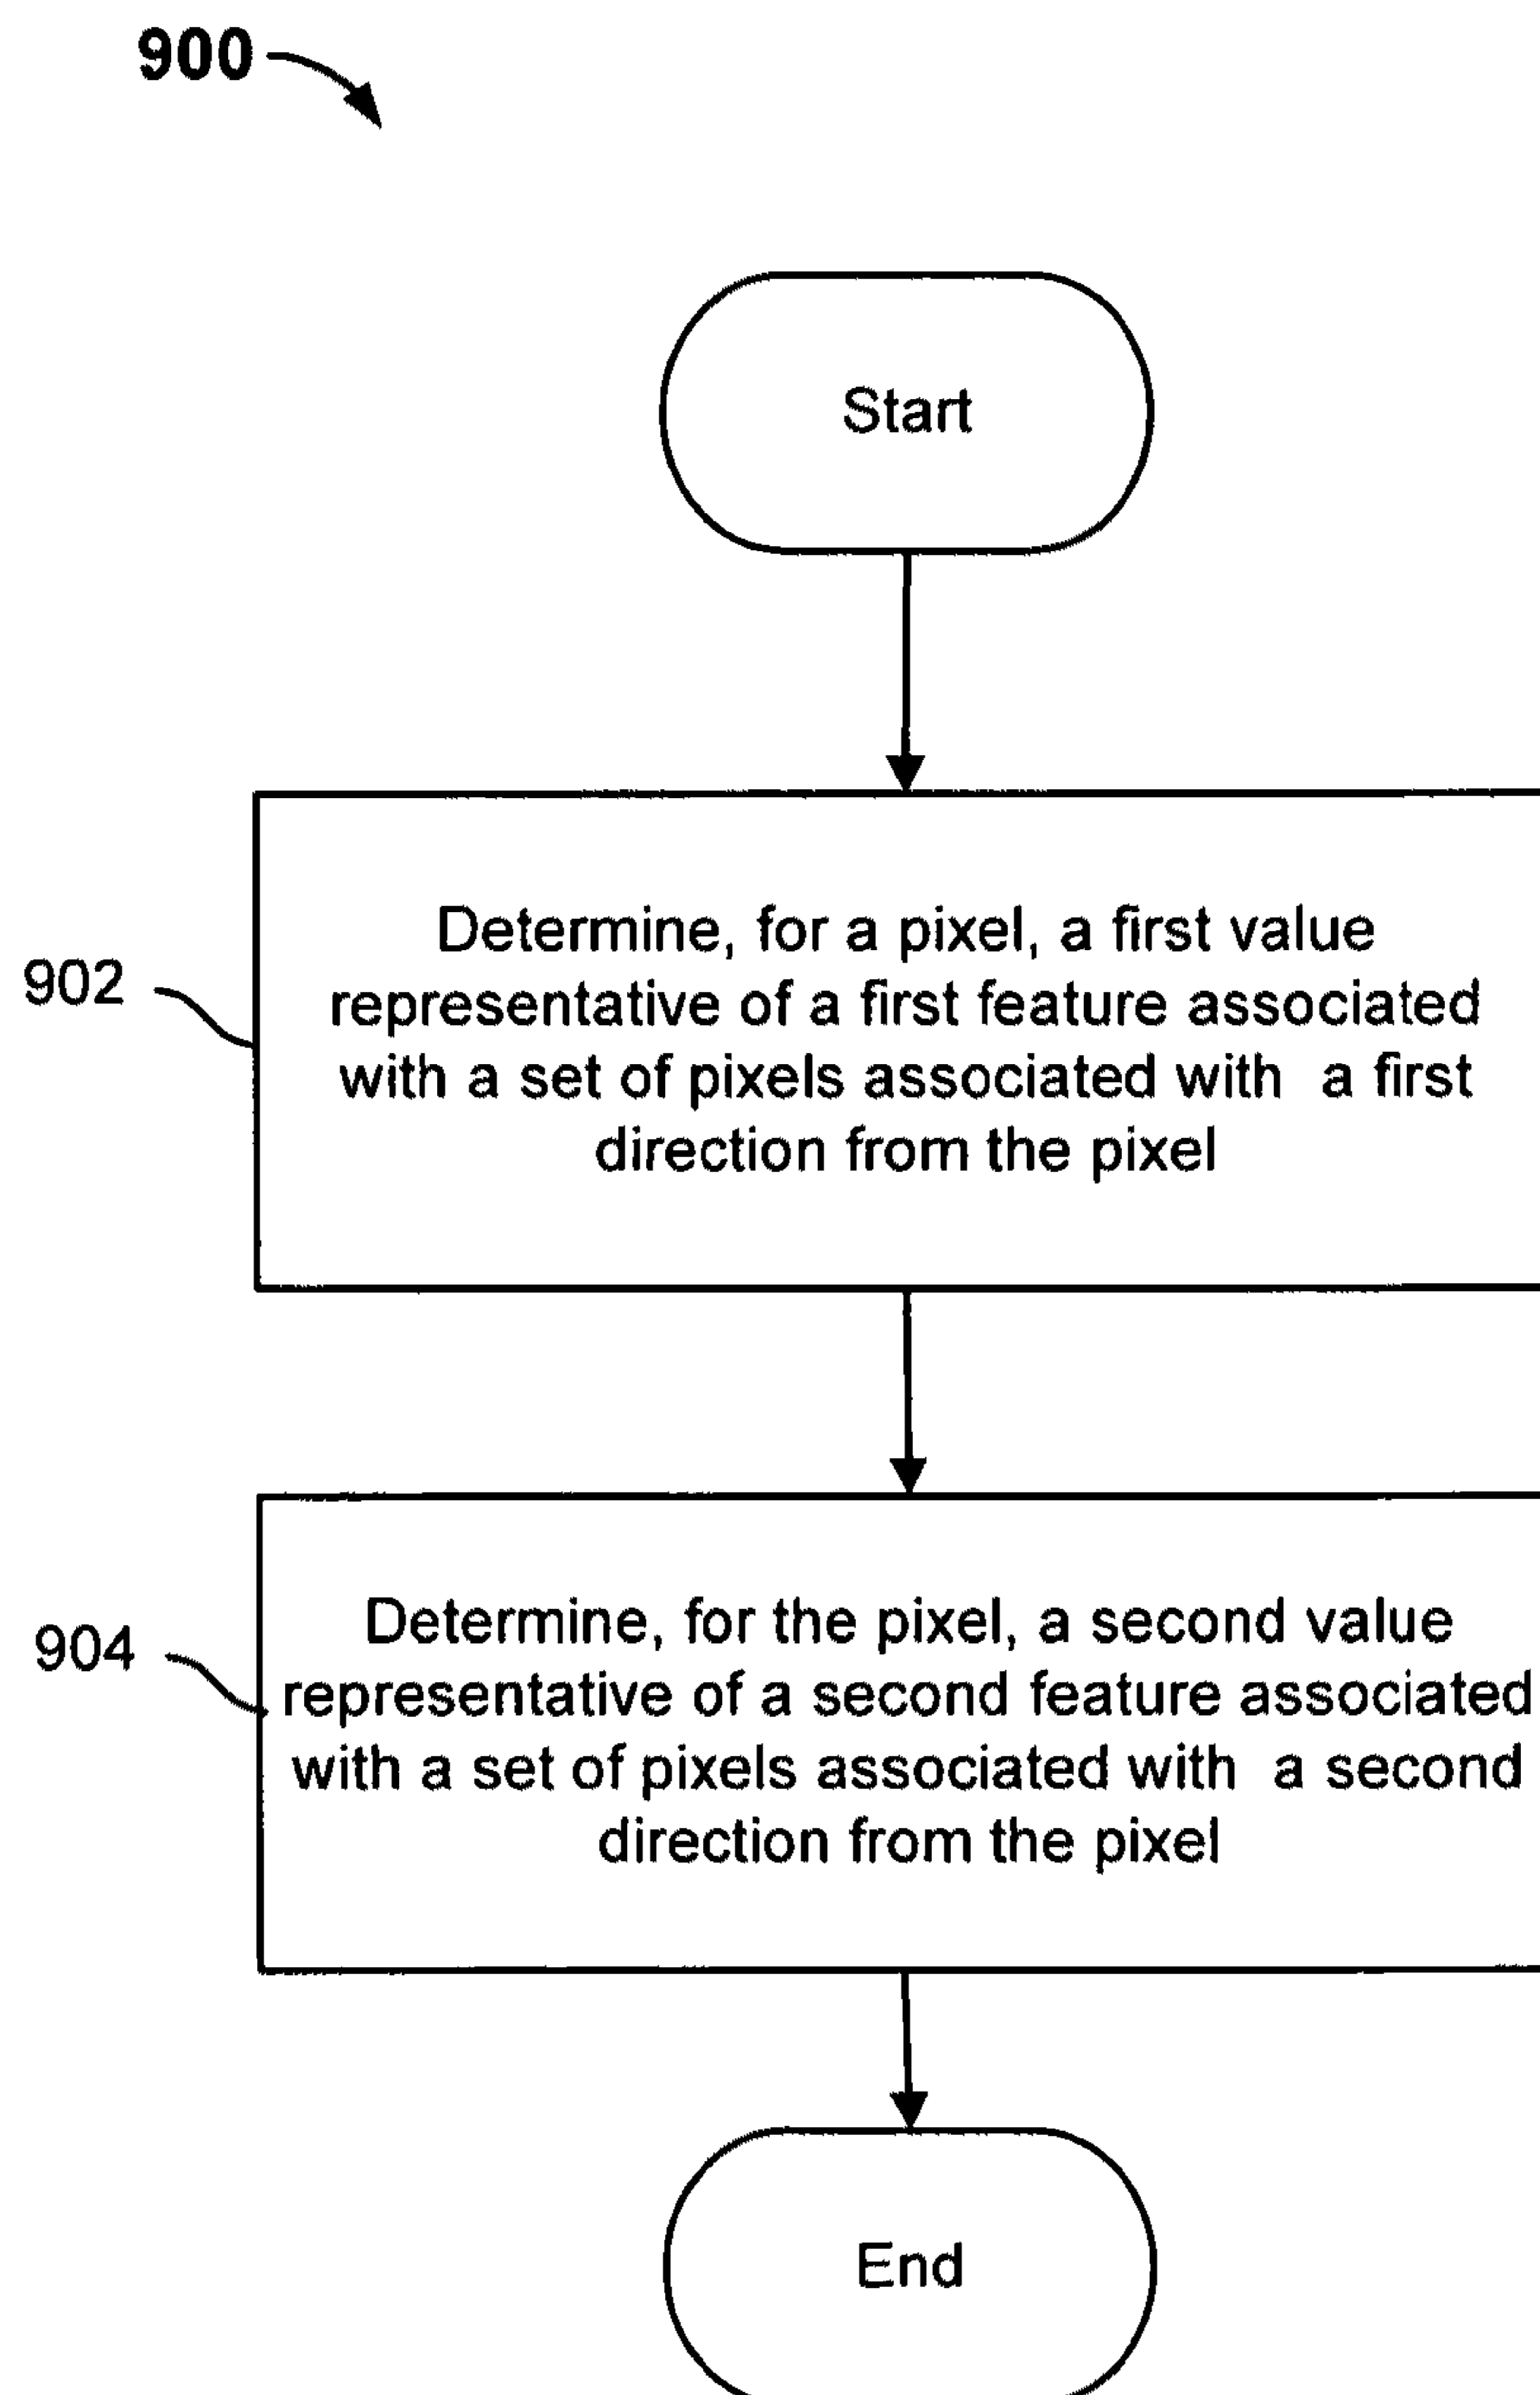 900
Start
902
Determine, for a pixel, a first value
representative of a first feature associated
with a set of pixels associated with a first
direction from the pixel
904
Determine, for the pixel, a second value
representative of a second feature associated
with a set of pixels associated with a second
direction from the pixel
End